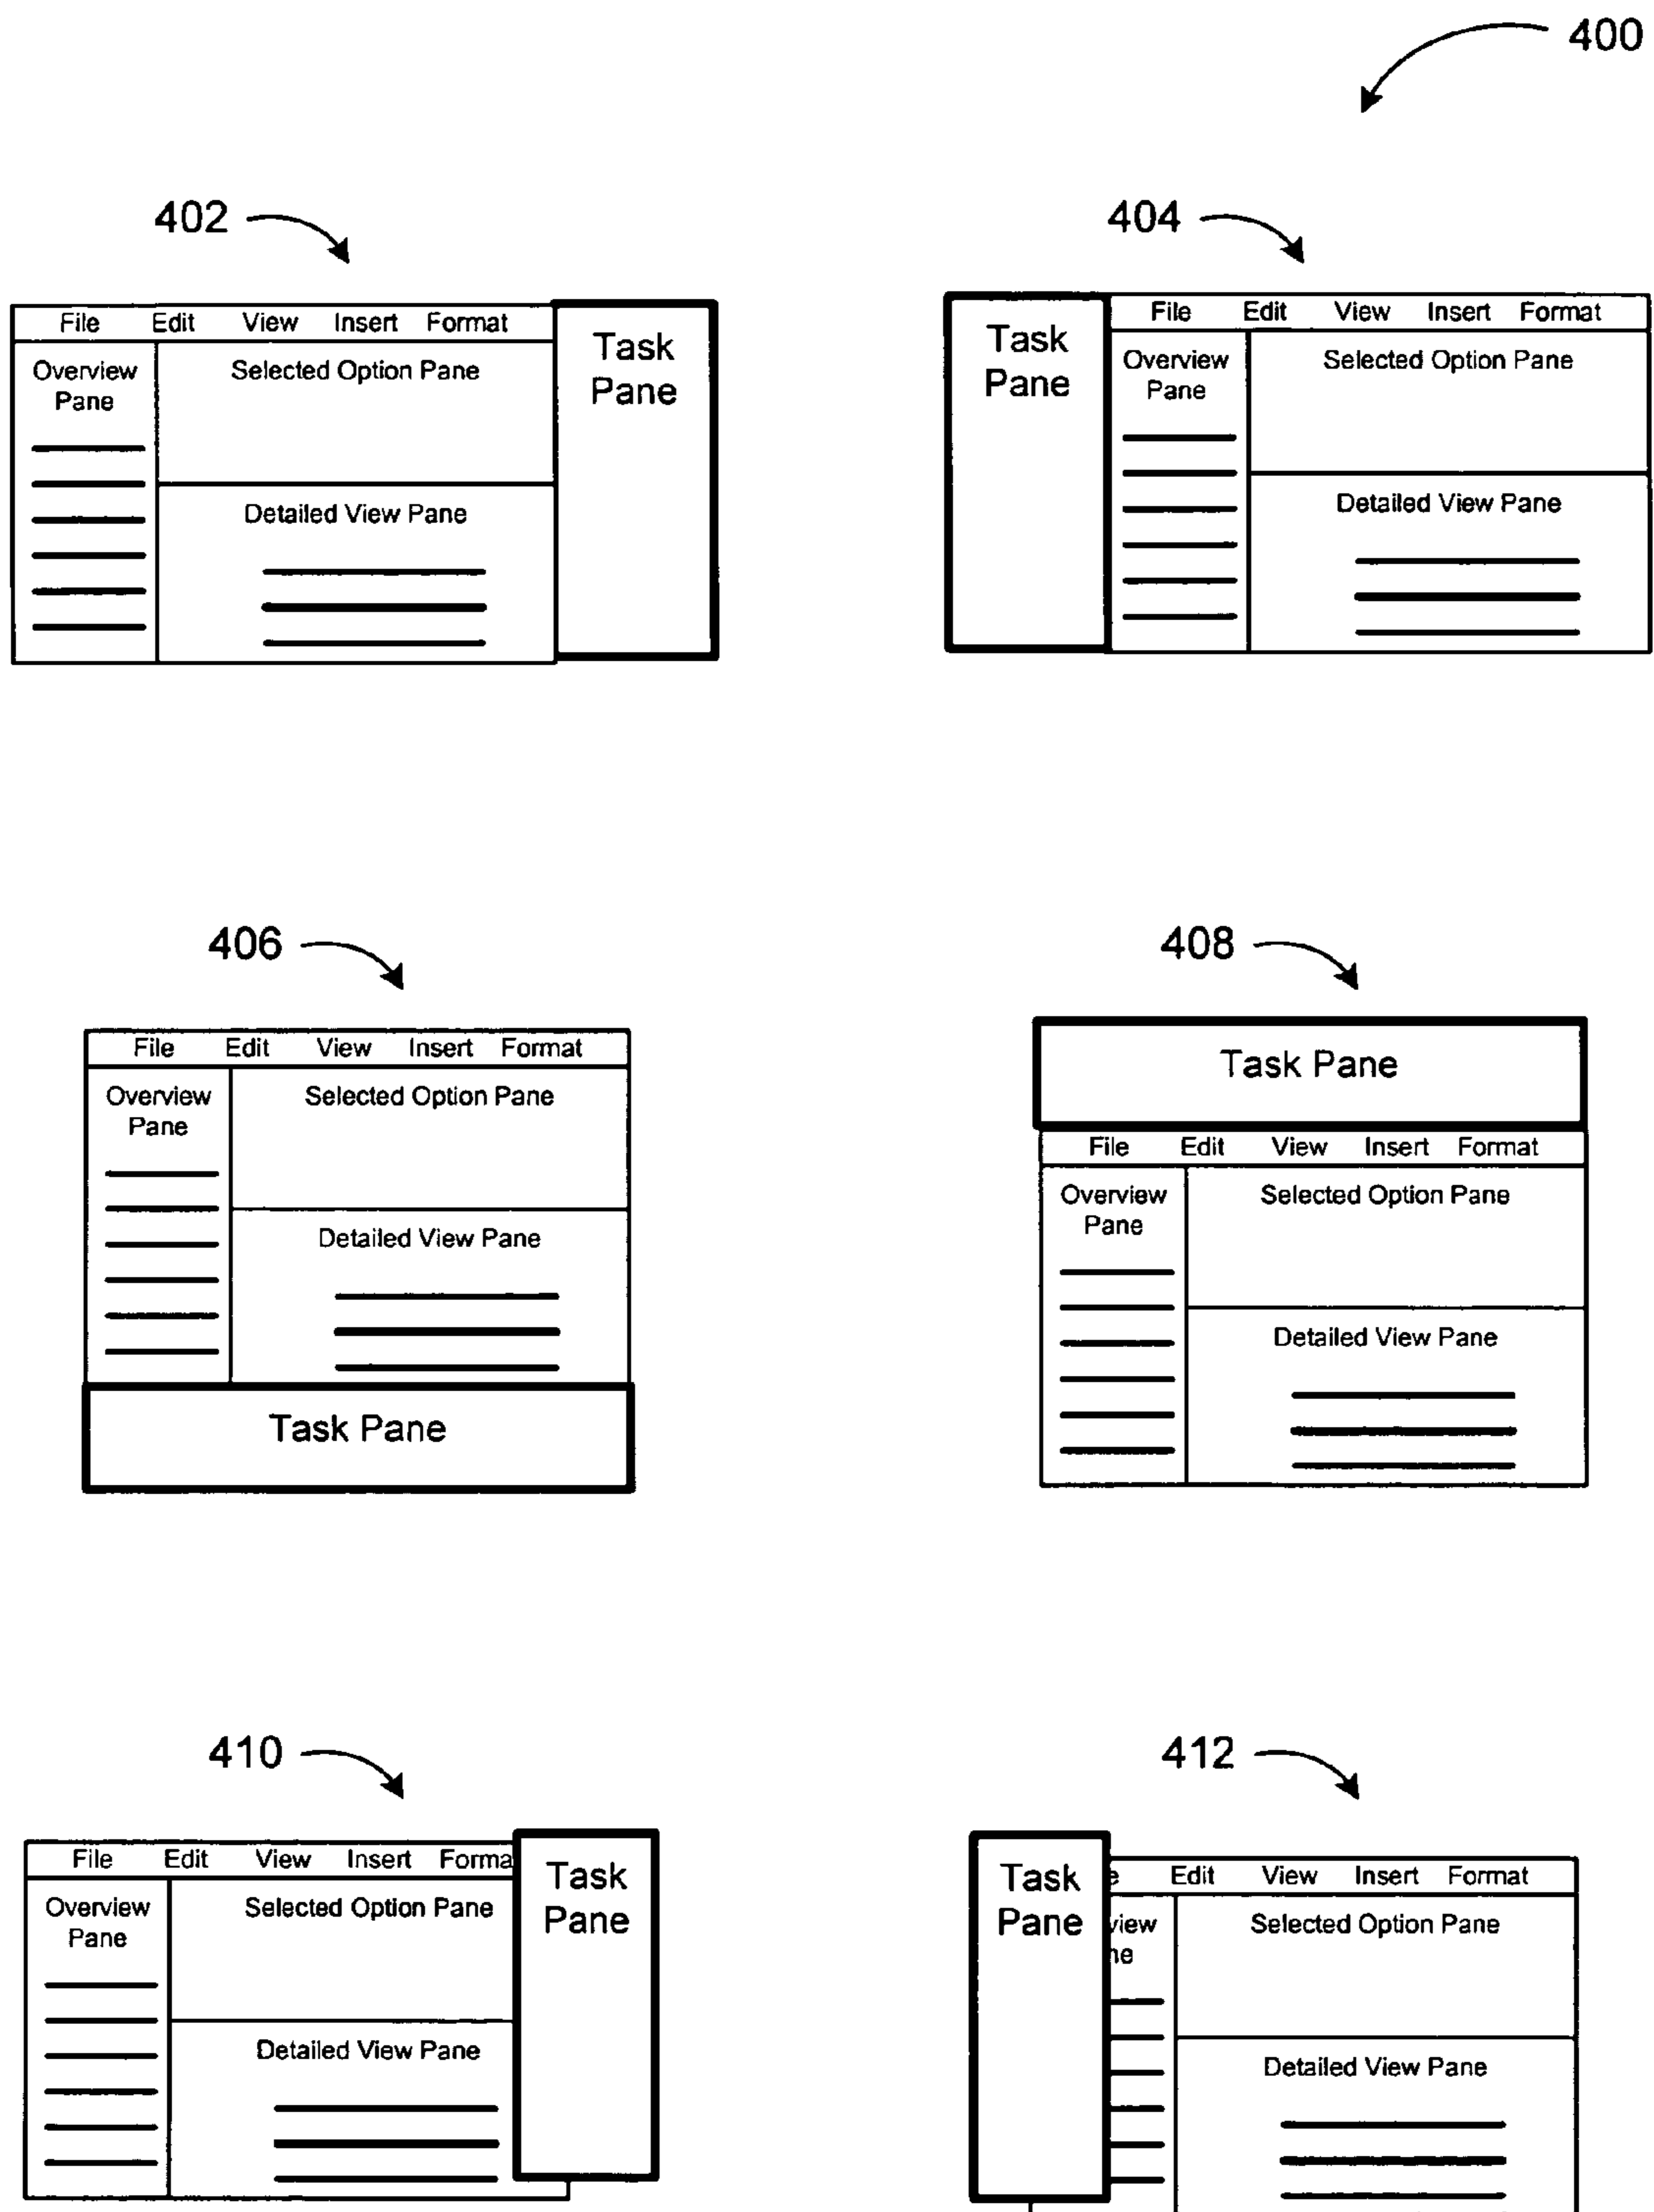 400
402
404
File Edit View Insert Format
Overview
Pane
Selected Option Pane
Detailed View Pane
Task
Pane
Task
Pane
File Edit View Insert Format
Overview
Pane
Selected Option Pane
Detailed View Pane
406
408
File Edit View Insert Format
Overview
Pane
Selected Option Pane
Detailed View Pane
Task Pane
Task Pane
File Edit View Insert Format
Overview
Pane
Selected Option Pane
Detailed View Pane
410
412
File Edit View Insert Forma
Overview
Pane
Selected Option Pane
Detailed View Pane
Task
Pane
Task
Pane
e Edit View Insert Format
view
ne
Selected Option Pane
Detailed View Pane